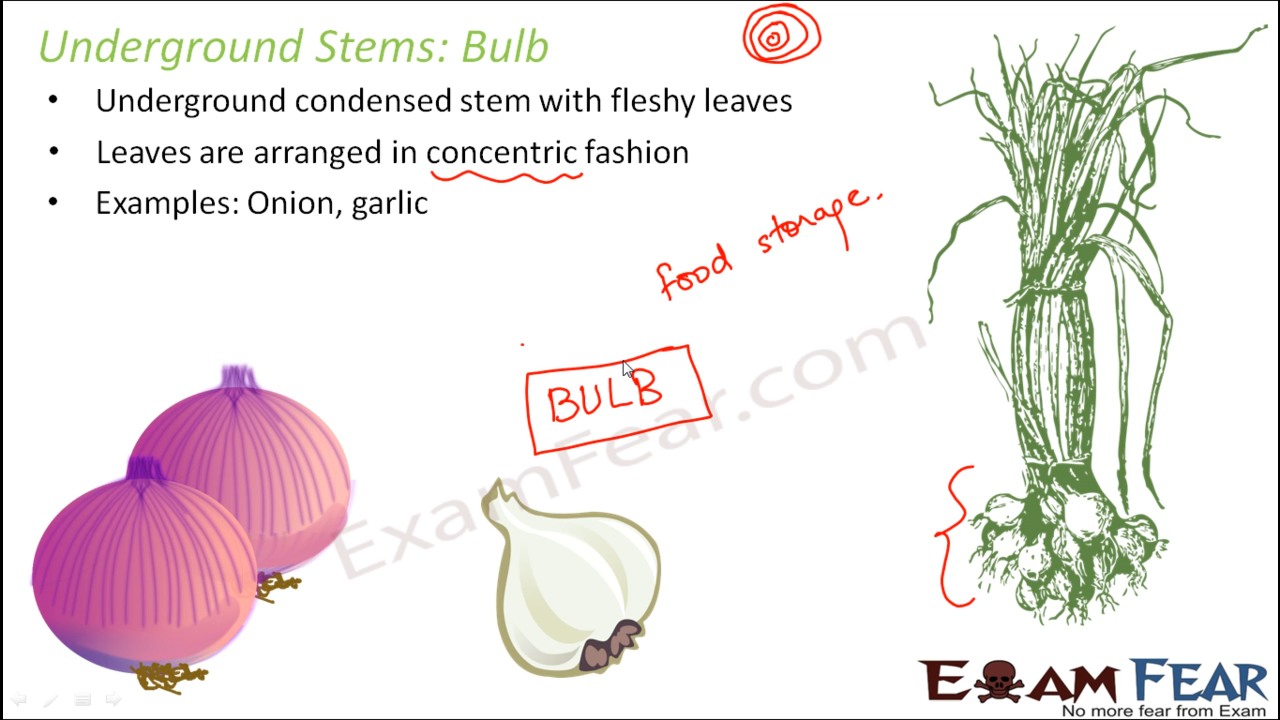 Underground Stems: Bulb
• Underground condensed stem with fleshy leaves
• Leaves are arranged in concentric fashion
• Examples: Onion, garlic
food storage.
BULB
ExamFear.com
EXAM FEAR
No more fear from Exam